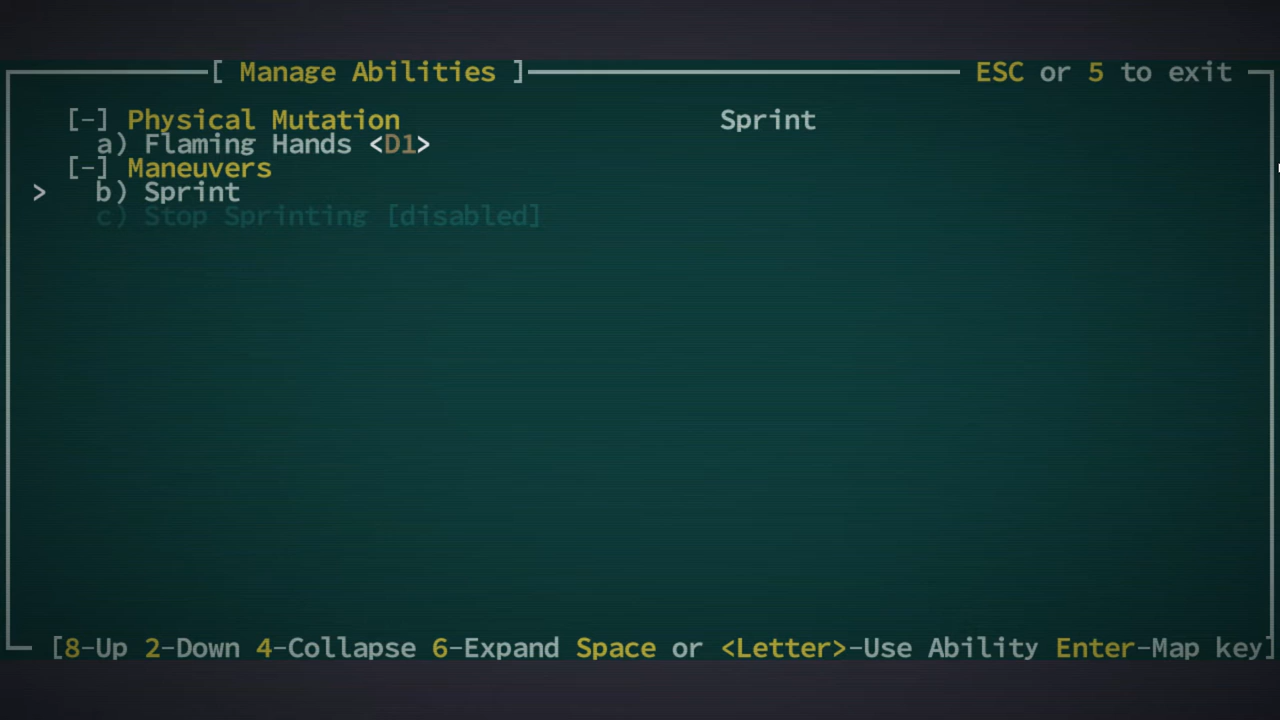 [ Manage Abilities ] ESC or 5 to exit
[-] Physical Mutation Sprint
a) Flaming Hands <D1>
[-] Maneuvers
> b) Sprint
c) Stop Sprinting [disabled]
[8-Up 2-Down 4-Collapse 6-Expand Space or <Letter>-Use Ability Enter-Map key]